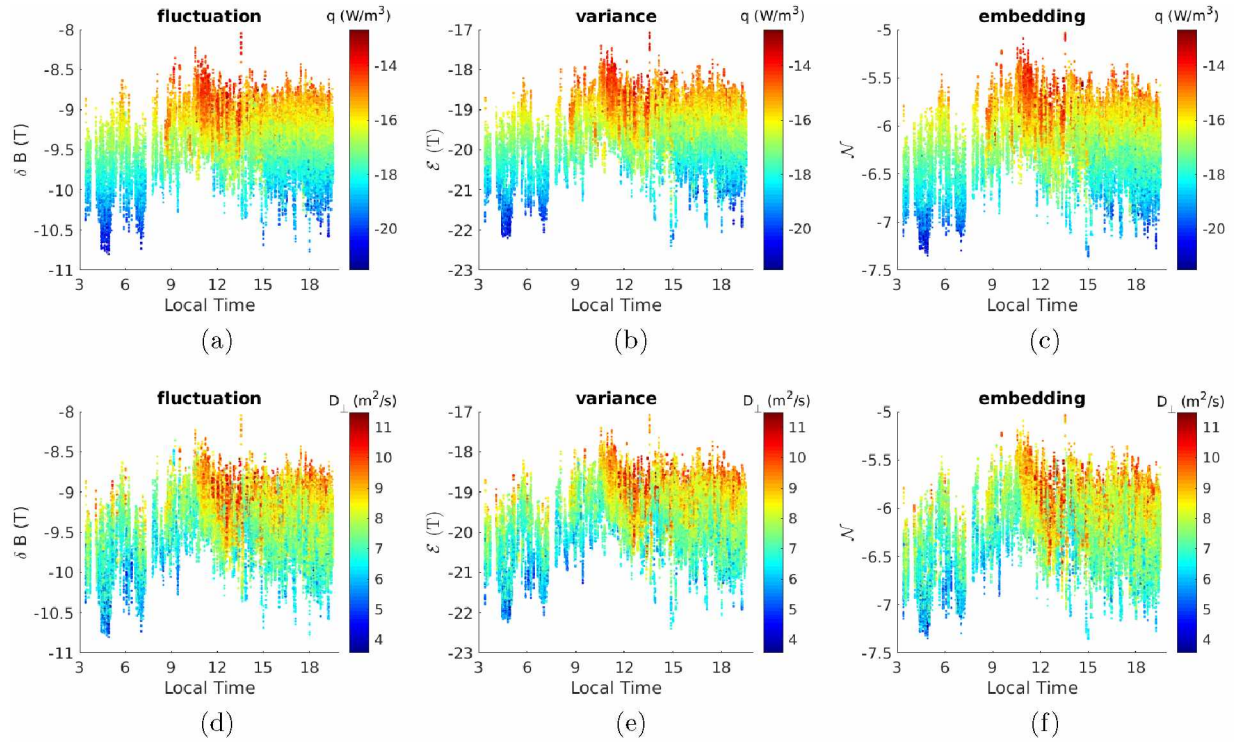 fluctuation q (W/m³)
-8
-8.5
-9
-9.5
-10
-10.5
-11
δ B (T)
3 6 9 12 15 18
Local Time
-14
-16
-18
-20
(a)
variance q (W/m³)
-17
-18
-19
-20
-21
-22
-23
ℰ (T)
3 6 9 12 15 18
Local Time
-14
-16
-18
-20
(b)
embedding q (W/m³)
-5
-5.5
-6
-6.5
-7
-7.5
𝒩
3 6 9 12 15 18
Local Time
-14
-16
-18
-20
(c)
fluctuation D⊥ (m²/s)
-8
-8.5
-9
-9.5
-10
-10.5
-11
δ B (T)
3 6 9 12 15 18
Local Time
11
10
9
8
7
6
5
4
(d)
variance D⊥ (m²/s)
-17
-18
-19
-20
-21
-22
-23
ℰ (T)
3 6 9 12 15 18
Local Time
11
10
9
8
7
6
5
4
(e)
embedding D⊥ (m²/s)
-5
-5.5
-6
-6.5
-7
-7.5
𝒩
3 6 9 12 15 18
Local Time
11
10
9
8
7
6
5
4
(f)